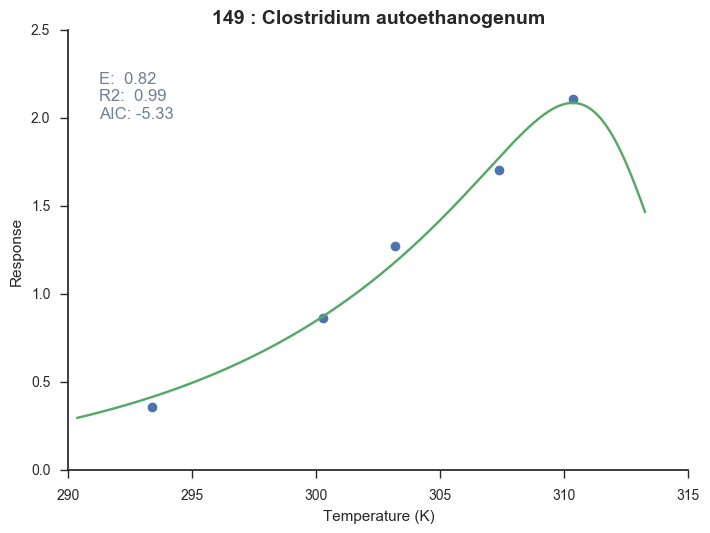 149 : Clostridium autoethanogenum
E: 0.82
R2: 0.99
AIC: -5.33
2.5
2.0
1.5
1.0
0.5
0.0
Response
290 295 300 305 310 315
Temperature (K)